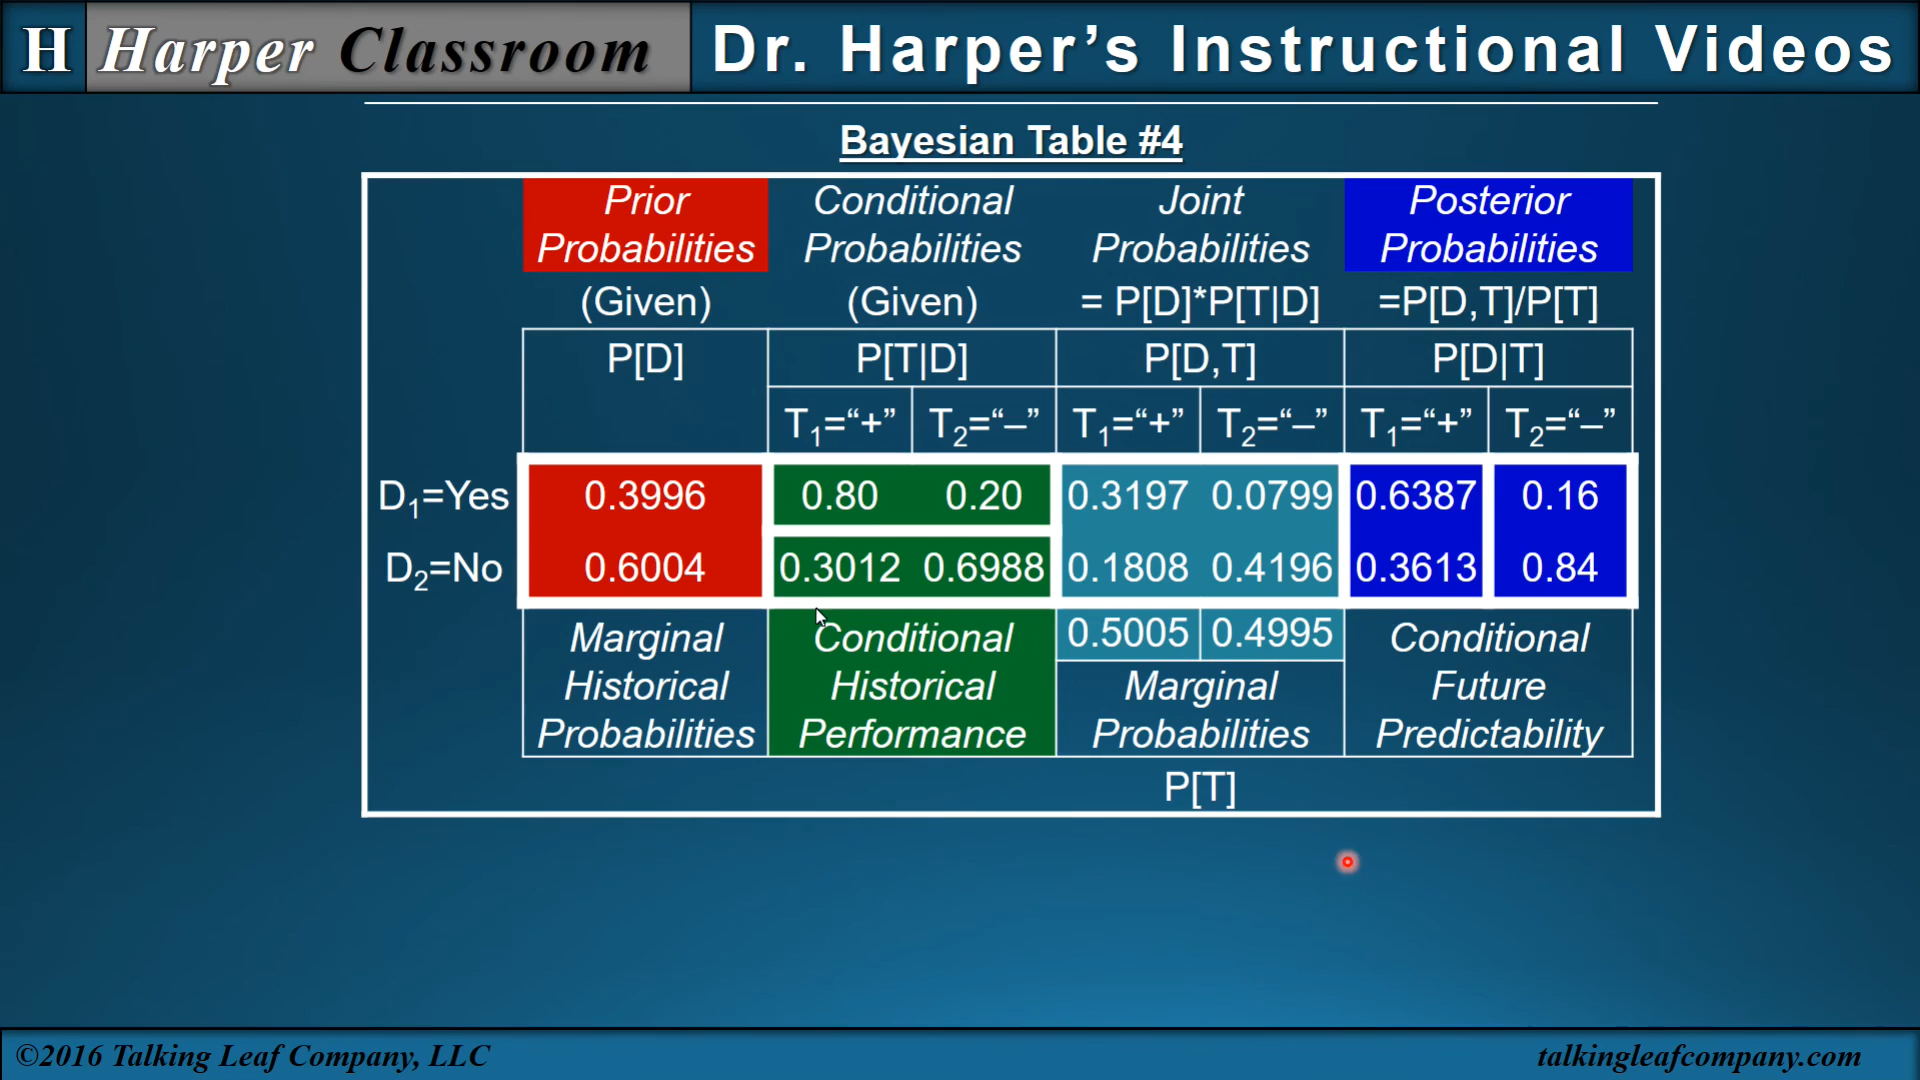 H Harper Classroom Dr. Harper’s Instructional Videos
Bayesian Table #4
Prior Conditional Joint Posterior
Probabilities Probabilities Probabilities Probabilities
(Given) (Given) = P[D]*P[T|D] =P[D,T]/P[T]
P[D] P[T|D] P[D,T] P[D|T]
T₁=“+” T₂=“–” T₁=“+” T₂=“–” T₁=“+” T₂=“–”
D₁=Yes 0.3996 0.80 0.20 0.3197 0.0799 0.6387 0.16
D₂=No 0.6004 0.3012 0.6988 0.1808 0.4196 0.3613 0.84
Marginal Conditional 0.5005 0.4995 Conditional
Historical Historical Marginal Future
Probabilities Performance Probabilities Predictability
P[T]
©2016 Talking Leaf Company, LLC talkingleafcompany.com